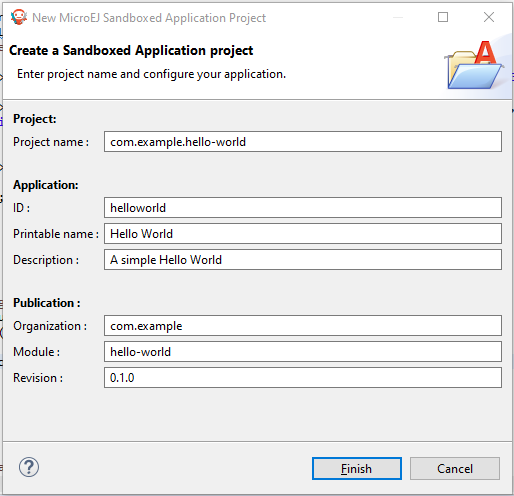 New MicroEJ Sandboxed Application Project
Create a Sandboxed Application project
Enter project name and configure your application.
Project:
Project name : com.example.hello-world
Application:
ID : helloworld
Printable name : Hello World
Description : A simple Hello World
Publication :
Organization : com.example
Module : hello-world
Revision : 0.1.0
? Finish Cancel